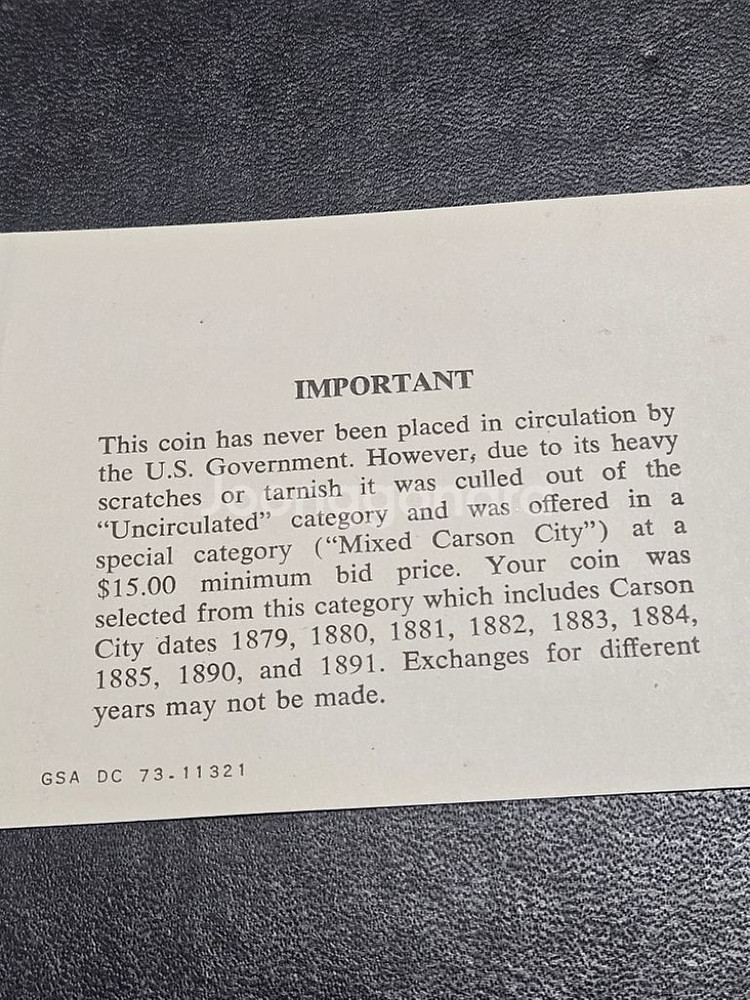 IMPORTANT
This coin has never been placed in circulation by
the U.S. Government. However, due to its heavy
scratches or tarnish it was culled out of the
“Uncirculated” category and was offered in a
special category (“Mixed Carson City”) at a
$15.00 minimum bid price. Your coin was
selected from this category which includes Carson
City dates 1879, 1880, 1881, 1882, 1883, 1884,
1885, 1890, and 1891. Exchanges for different
years may not be made.
GSA DC 73-11321